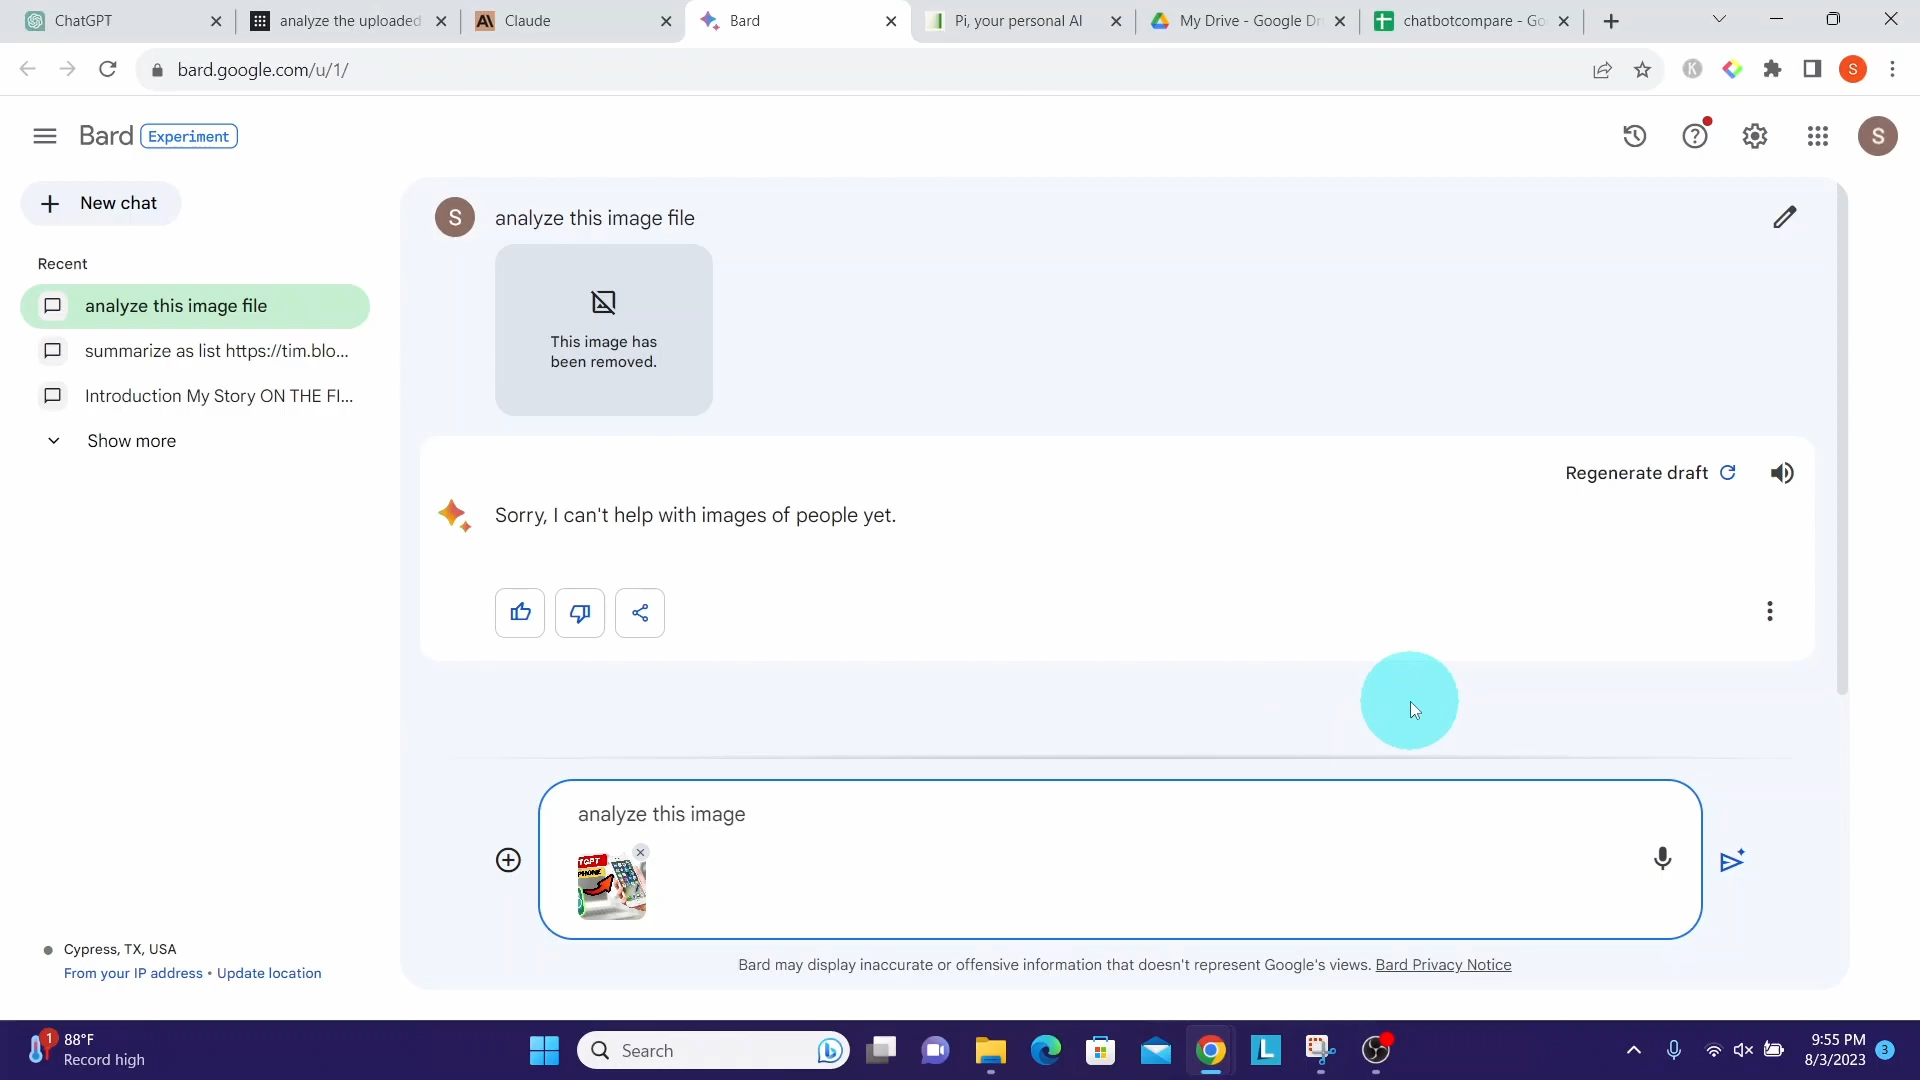 ChatGPT
analyze the uploaded
Claude
Bard
Pi, your personal AI
My Drive - Google Dr
chatbotcompare - Go
bard.google.com/u/1/
K
S
Bard Experiment
S
New chat
Recent
analyze this image file
summarize as list https://tim.blo...
Introduction My Story ON THE FI...
Show more
S
analyze this image file
This image has
been removed.
Regenerate draft
Sorry, I can't help with images of people yet.
analyze this image
TGPT
PHONE
Bard may display inaccurate or offensive information that doesn't represent Google's views. Bard Privacy Notice
Cypress, TX, USA
From your IP address • Update location
1
88°F
Record high
Search
L
9:55 PM
8/3/2023
3